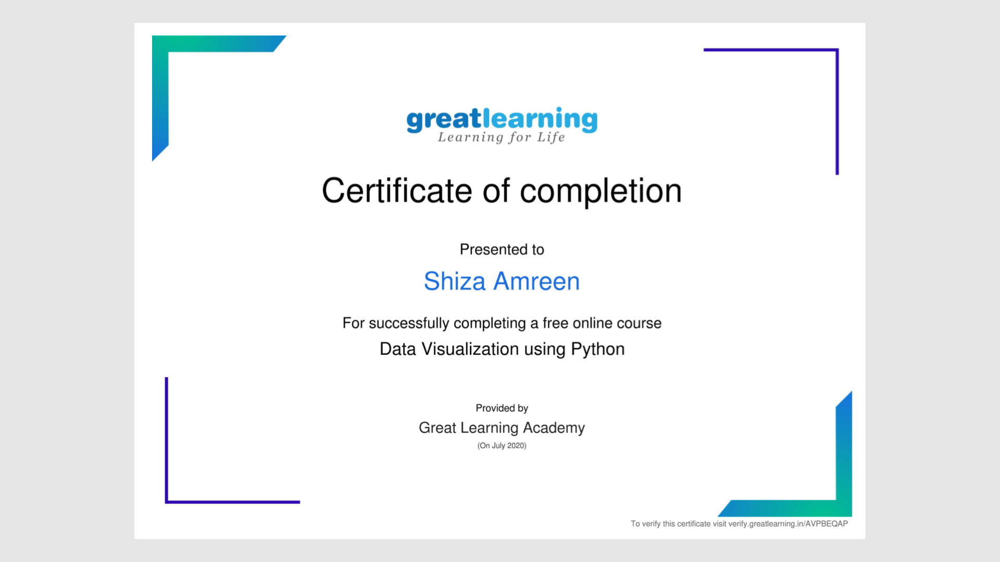 greatlearning
Learning for Life
Certificate of completion
Presented to
Shiza Amreen
For successfully completing a free online course
Data Visualization using Python
Provided by
Great Learning Academy
(On July 2020)
To verify this certificate visit verify.greatlearning.in/AVPBEQAP